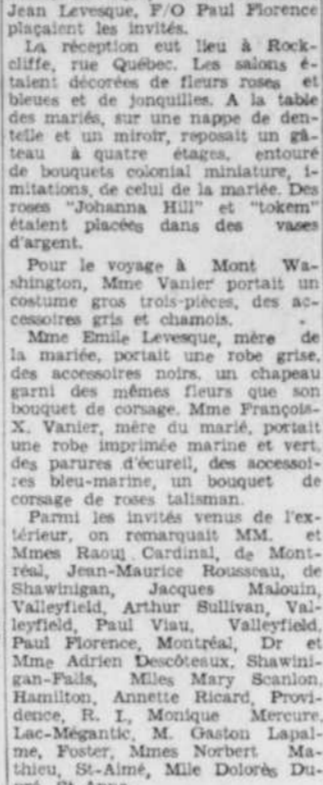 Jean Levesque, F/O Paul Florence
plaçaient les invités.
La réception eut lieu à Rock-
cliffe, rue Québec. Les salons é-
taient décorées de fleurs roses et
bleues et de jonquilles. A la table
des mariés, sur une nappe de den-
telle et un miroir, reposait un gâ-
teau à quatre étages, entouré
de bouquets colonial miniature, i-
mitations, de celui de la mariée. Des
roses "Johanna Hill" et "tokem"
étaient placées dans des vases
d'argent.
Pour le voyage à Mont Wa-
shington, Mme Vanier portait un
costume gros trois-pièces, des ac-
cessoires gris et chamois.
Mme Emile Levesque, mère de
la mariée, portait une robe grise,
des accessoires noirs, un chapeau
garni des mêmes fleurs que son
bouquet de corsage. Mme François-
X. Vanier, mère du marié, portait
une robe imprimée marine et vert,
des parures d'écureil, des accessoi-
res bleu-marine, un bouquet de
corsage de roses talisman.
Parmi les invités venus de l'ex-
térieur, on remarquait MM. et
Mmes Raoul Cardinal, de Mont-
réal, Jean-Maurice Rousseau, de
Shawinigan, Jacques Malouin,
Valleyfield, Arthur Sullivan, Val-
leyfield, Paul Viau, Valleyfield,
Paul Florence, Montréal, Dr et
Mme Adrien Descôteaux, Shawini-
gan-Falls, Mlles Mary Scanlon,
Hamilton, Annette Ricard, Provi-
dence, R. I., Monique Mercure,
Lac-Mégantic, M. Gaston Lapal-
me, Foster, Mmes Norbert Ma-
thieu, St-Aimé, Mlle Dolorès Du-